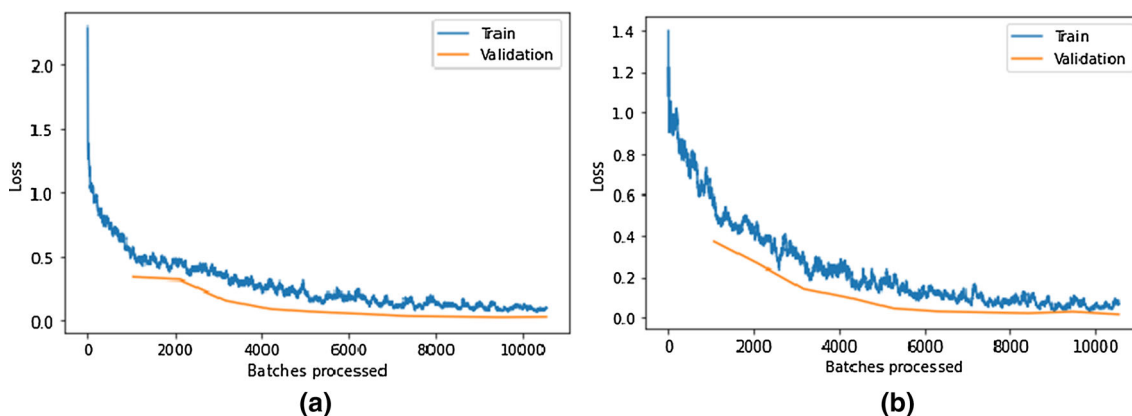 Train
Validation
2.0
1.5
1.0
0.5
0.0
Loss
0 2000 4000 6000 8000 10000
Batches processed
(a)
Train
Validation
1.4
1.2
1.0
0.8
0.6
0.4
0.2
0.0
Loss
0 2000 4000 6000 8000 10000
Batches processed
(b)